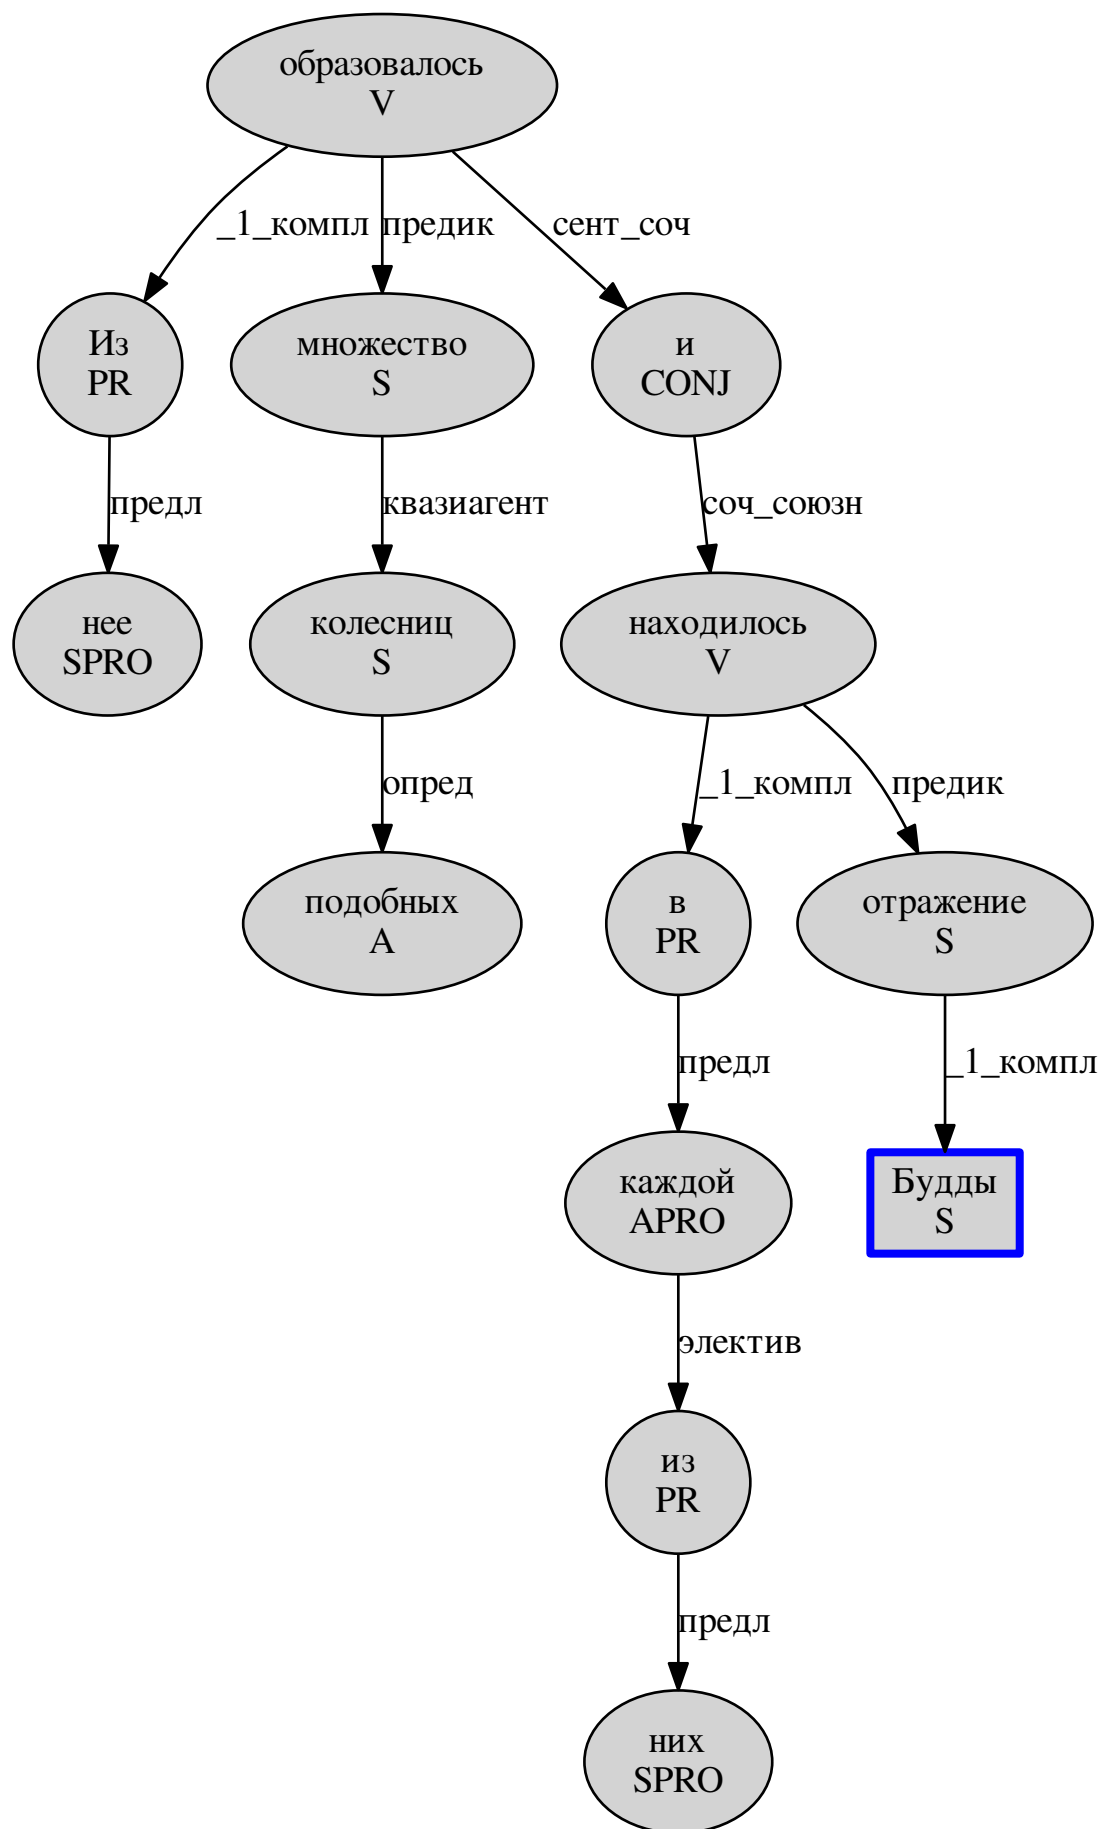 образовалось
V
_1_компл
предик
сент_соч
Из
PR
множество
S
и
CONJ
предл
квазиагент
соч_союзн
нее
SPRO
колесниц
S
находилось
V
опред
_1_компл
предик
подобных
A
в
PR
отражение
S
предл
_1_компл
каждой
APRO
Будды
S
электив
из
PR
предл
них
SPRO